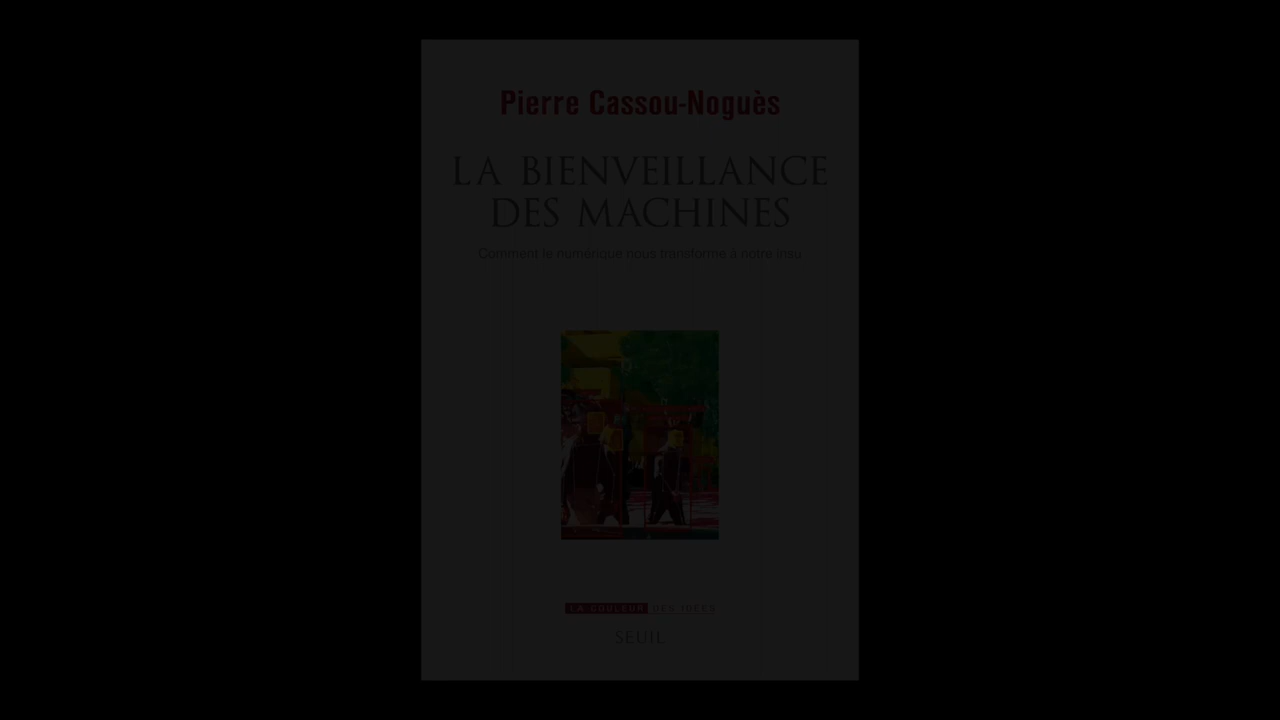 Pierre Cassou-Noguès
LA BIENVEILLANCE
DES MACHINES
Comment le numérique nous transforme à notre insu
LA COULEUR DES IDÉES
SEUIL